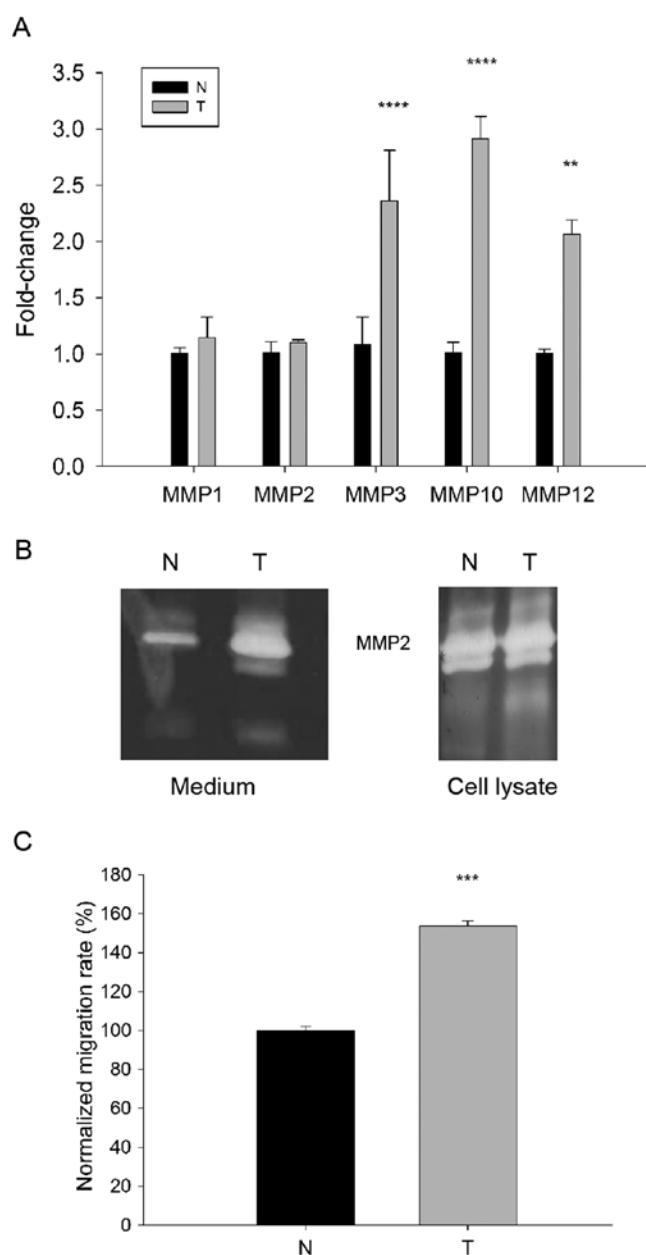 A
3.5
3.0
2.5
2.0
1.5
1.0
0.5
0.0
Fold-change
N
T
****
****
**
MMP1 MMP2 MMP3 MMP10 MMP12
B
N T N T
MMP2
Medium Cell lysate
C
180
160
140
120
100
80
60
40
20
0
Normalized migration rate (%)
***
N T